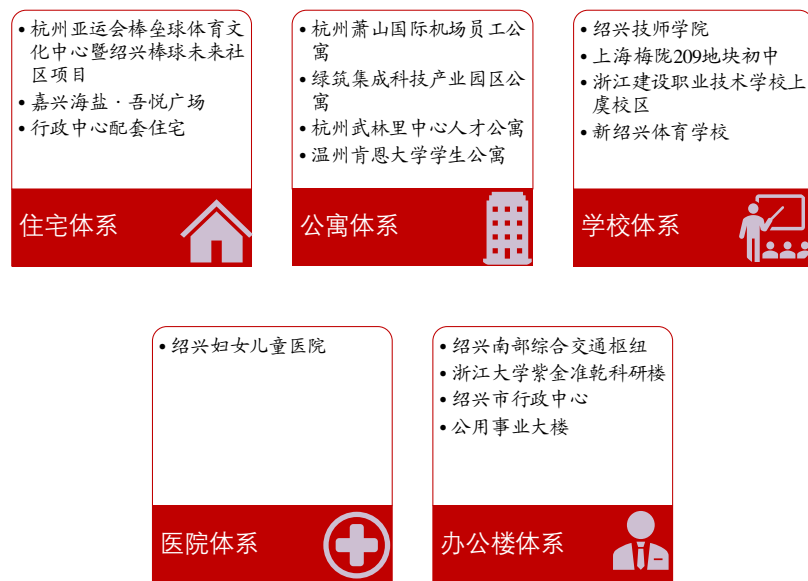 • 杭州亚运会棒垒球体育文
化中心暨绍兴棒球未来社
区项目
• 嘉兴海盐·吾悦广场
• 行政中心配套住宅
住宅体系
• 杭州萧山国际机场员工公
寓
• 绿筑集成科技产业园区公
寓
• 杭州武林里中心人才公寓
• 温州肯恩大学学生公寓
公寓体系
• 绍兴技师学院
• 上海梅陇209地块初中
• 浙江建设职业技术学校上
虞校区
• 新绍兴体育学校
学校体系
• 绍兴妇女儿童医院
医院体系
• 绍兴南部综合交通枢纽
• 浙江大学紫金准乾科研楼
• 绍兴市行政中心
• 公用事业大楼
办公楼体系